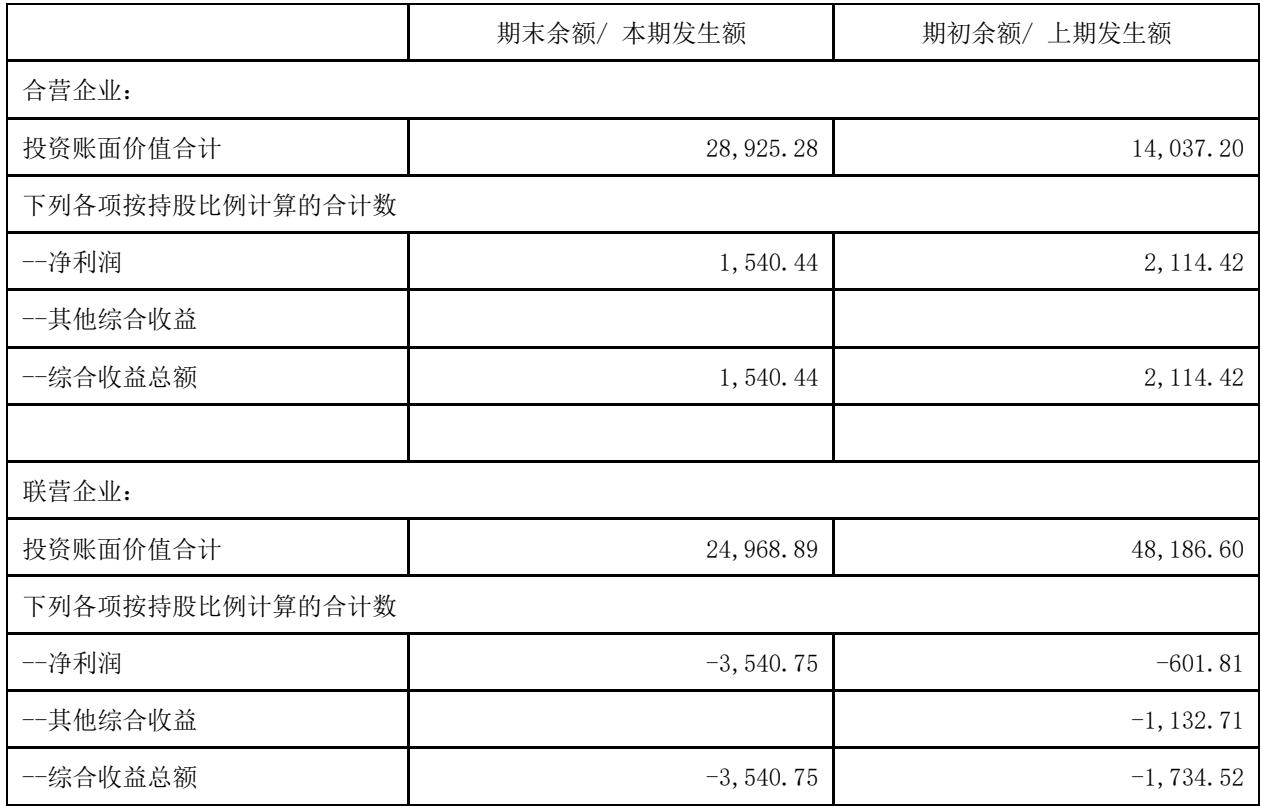 期末余额/ 本期发生额 期初余额/ 上期发生额
合营企业：
投资账面价值合计 28,925.28 14,037.20
下列各项按持股比例计算的合计数
--净利润 1,540.44 2,114.42
--其他综合收益
--综合收益总额 1,540.44 2,114.42
联营企业：
投资账面价值合计 24,968.89 48,186.60
下列各项按持股比例计算的合计数
--净利润 -3,540.75 -601.81
--其他综合收益 -1,132.71
--综合收益总额 -3,540.75 -1,734.52